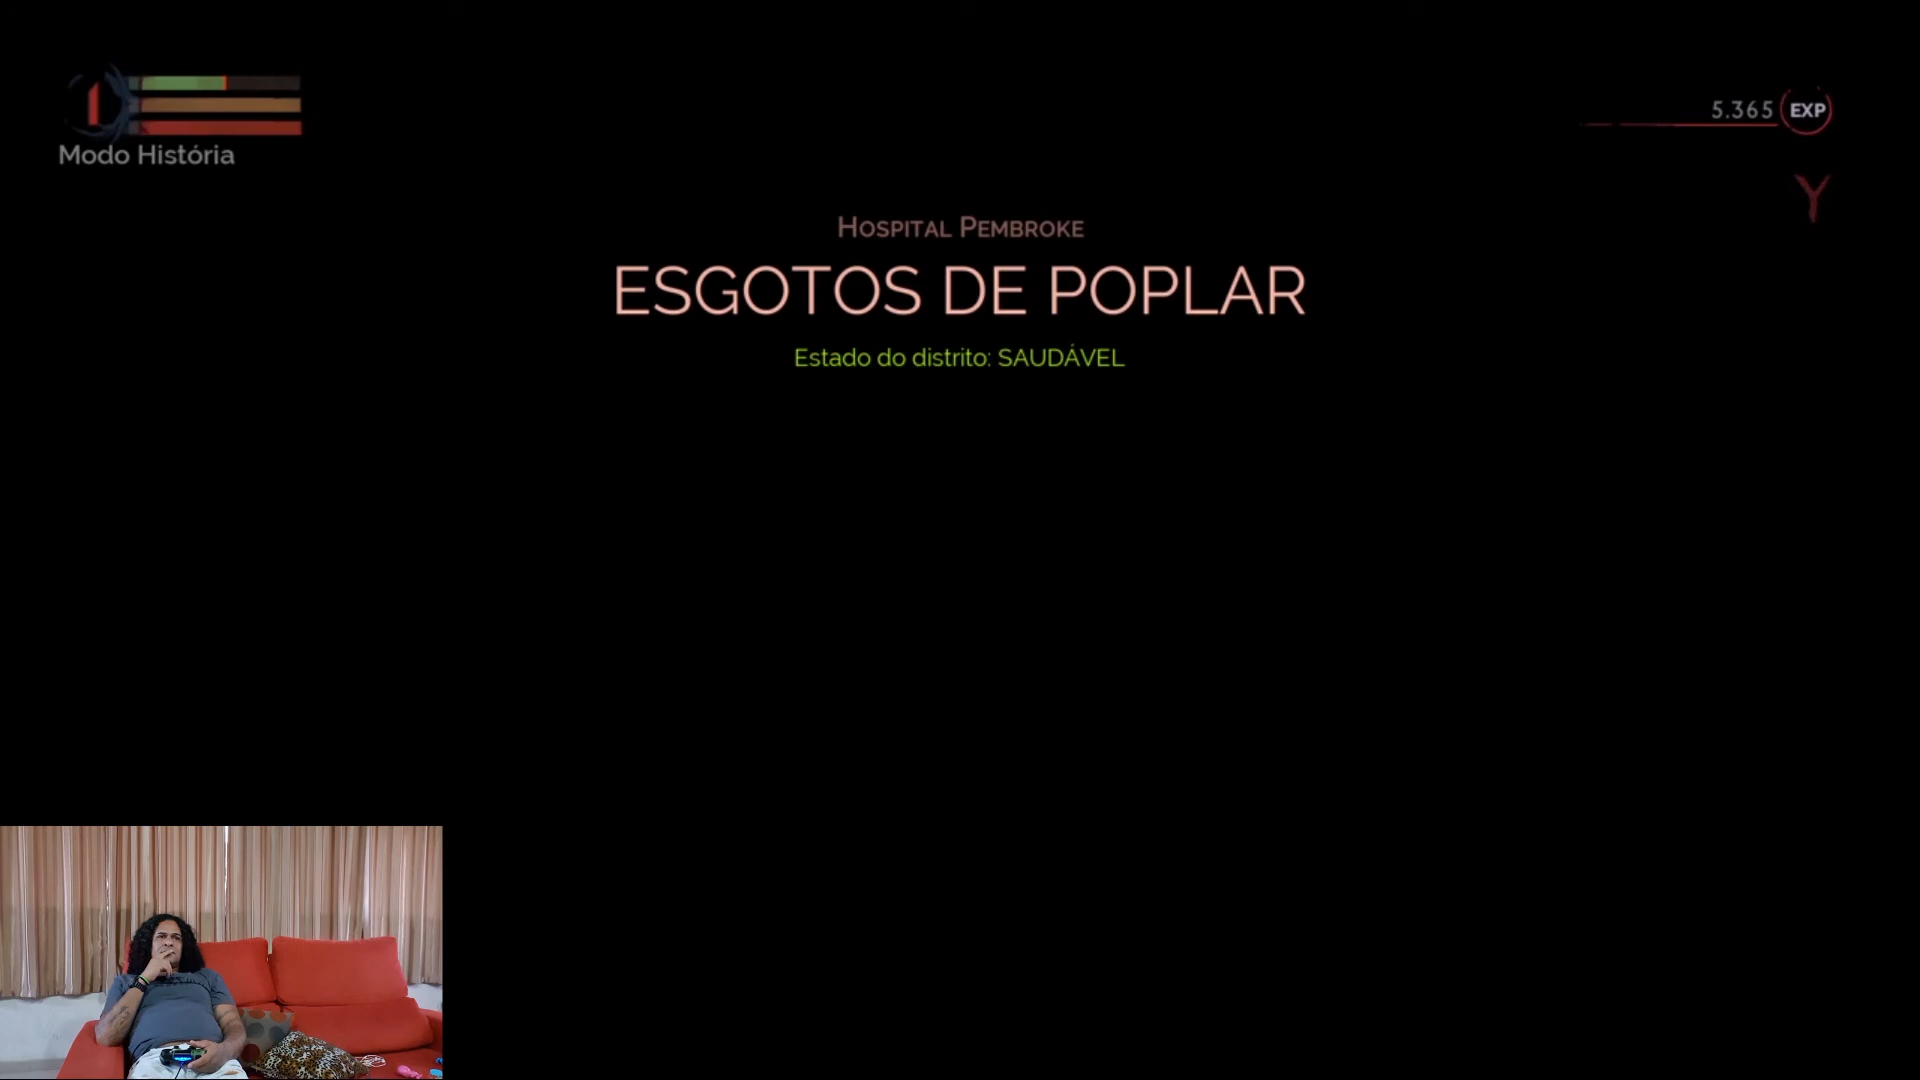 5.365 EXP
Modo História
Hospital Pembroke
ESGOTOS DE POPLAR
Estado do distrito: SAUDÁVEL